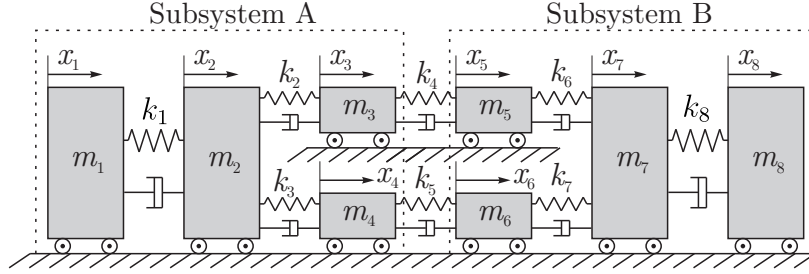 Subsystem A Subsystem B
x₁ x₂ x₃ x₅ x₇ x₈
k₂ k₄ k₆
k₁ m₃ m₅ k₈
m₁ m₂ m₇ m₈
k₃ x₄ k₅ x₆ k₇
m₄ m₆